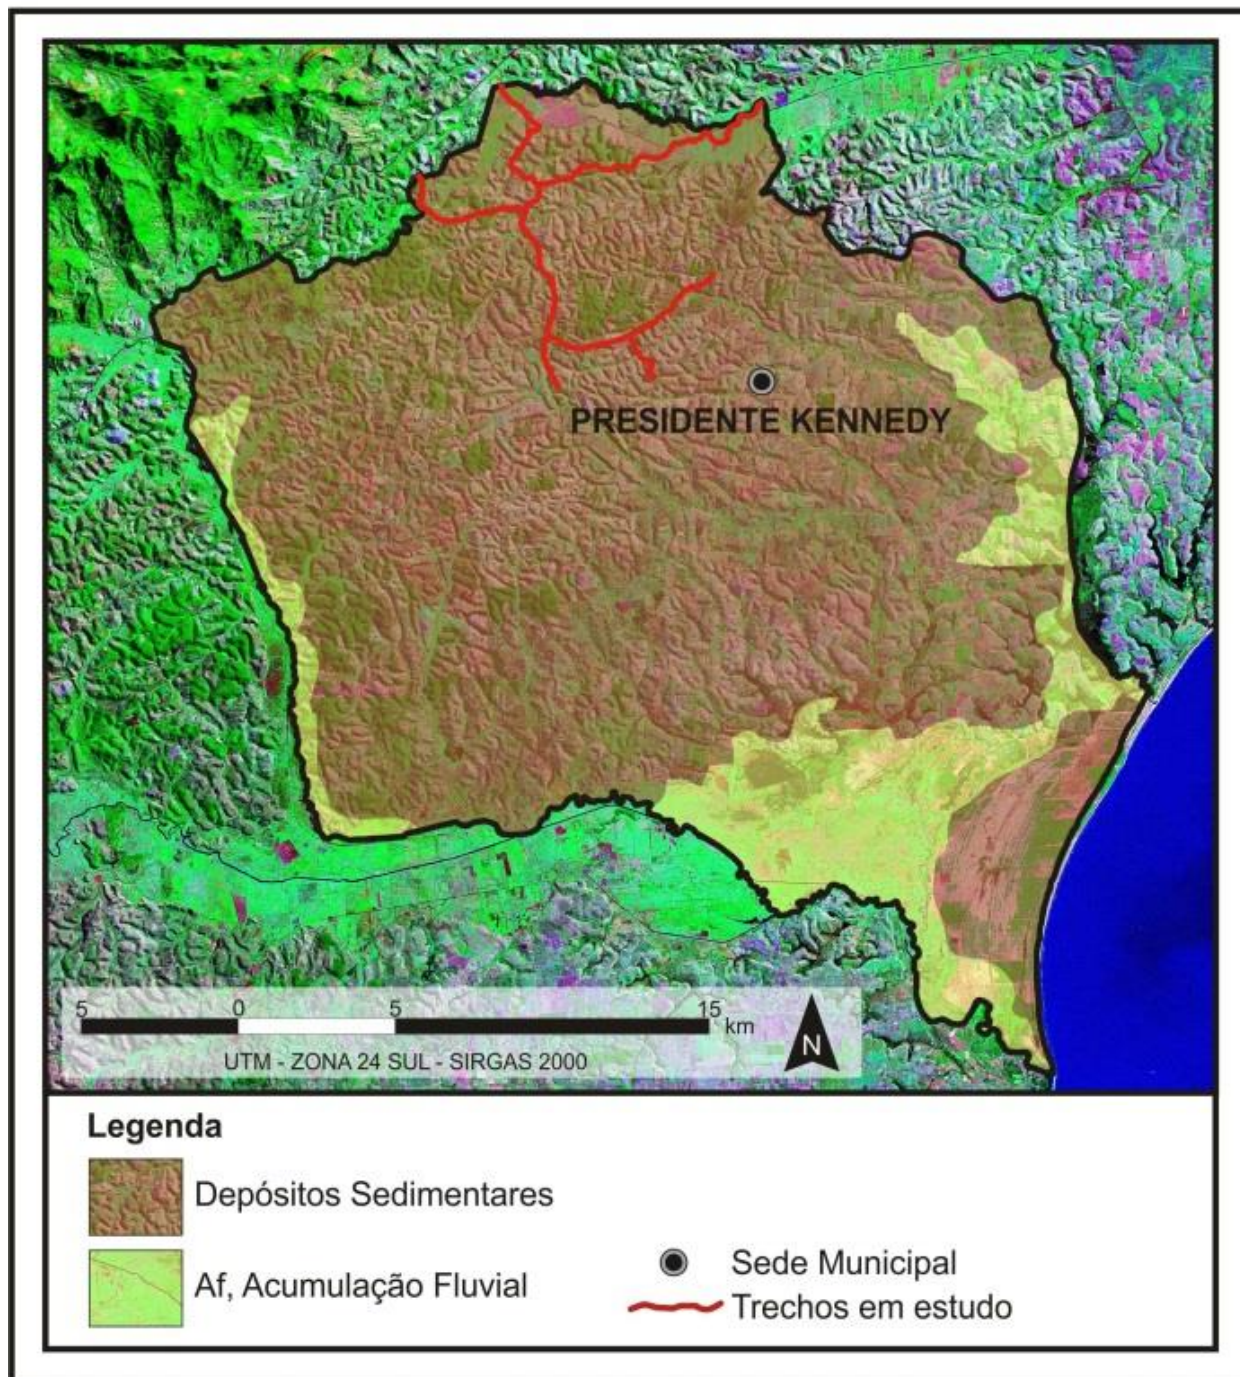 PRESIDENTE KENNEDY
5 0 5 15 km
N
UTM - ZONA 24 SUL - SIRGAS 2000
Legenda
Depósitos Sedimentares
Af, Acumulação Fluvial
Sede Municipal
Trechos em estudo